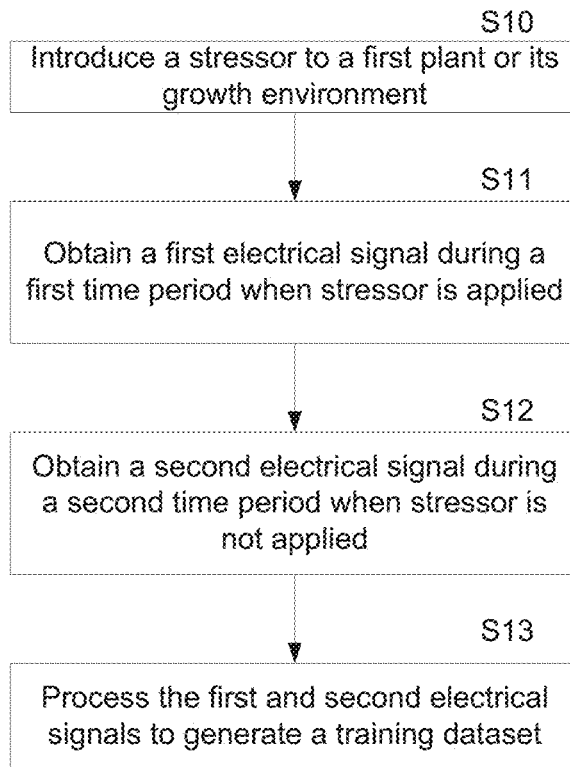 S10
Introduce a stressor to a first plant or its
growth environment
S11
Obtain a first electrical signal during a
first time period when stressor is applied
S12
Obtain a second electrical signal during
a second time period when stressor is
not applied
S13
Process the first and second electrical
signals to generate a training dataset